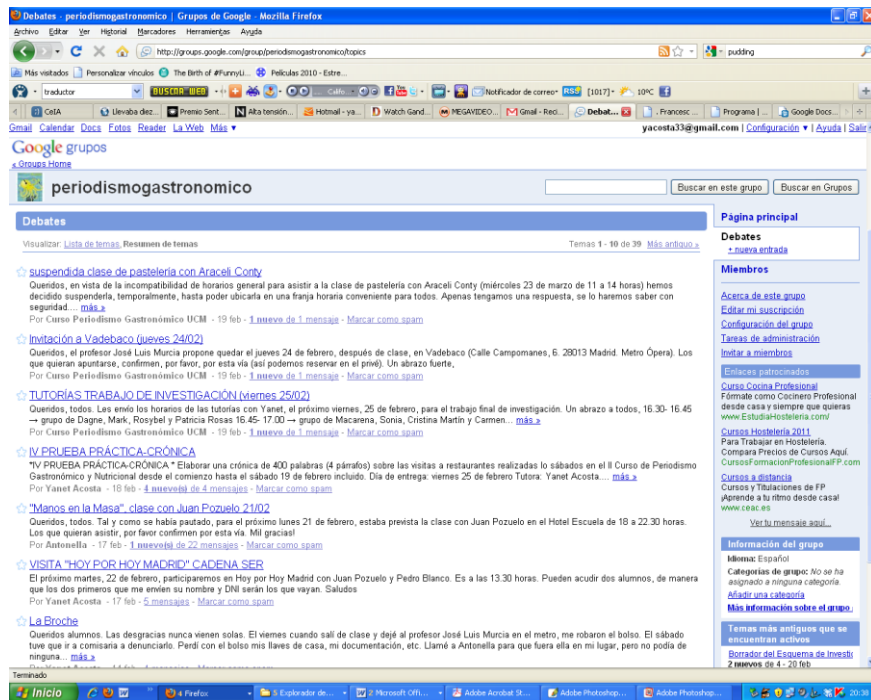 Debates - periodismogastronomico | Grupos de Google - Mozilla Firefox
Archivo Editar Ver Historial Marcadores Herramientas Ayuda
http://groups.google.com/group/periodismogastronomico/topics
pudding
Más visitados Personalizar vínculos The Birth of #FunnyLi... Películas 2010 - Estre...
traductor BUSCAR WEB Notificador de correo RSS [1017] 10ºC
CeIA Llevaba diez... Premio Sent... Alta tensión... Hotmail - ya... Watch Gand... MEGAVIDEO... Gmail - Reci... Debat... . Francesc ... Programa | ... Google Docs...
Gmail Calendar Docs Fotos Reader La Web Más ▼
yacosta33@gmail.com | Configuración ▼ | Ayuda | Salir
Google grupos
« Groups Home
periodismogastronomico
Buscar en este grupo Buscar en Grupos
Debates
Visualizar: Lista de temas, Resumen de temas
Temas 1 - 10 de 39 Más antiguo »
suspendida clase de pastelería con Araceli Conty
Queridos, en vista de la incompatibilidad de horarios general para asistir a la clase de pastelería con Araceli Conty (miércoles 23 de marzo de 11 a 14 horas) hemos
decidido suspenderla, temporalmente, hasta poder ubicarla en una franja horaria conveniente para todos. Apenas tengamos una respuesta, se lo haremos saber con
seguridad.... más »
Por Curso Periodismo Gastronómico UCM - 19 feb - 1 nuevo de 1 mensaje - Marcar como spam
Invitación a Vadebaco (jueves 24/02)
Queridos, el profesor José Luis Murcia propone quedar el jueves 24 de febrero, después de clase, en Vadebaco (Calle Campomanes, 6. 28013 Madrid. Metro Ópera). Los
que quieran apuntarse, confirmen, por favor, por esta vía (así podemos reservar en el privé). Un abrazo fuerte,
Por Curso Periodismo Gastronómico UCM - 19 feb - 1 nuevo de 1 mensaje - Marcar como spam
TUTORÍAS TRABAJO DE INVESTIGACIÓN (viernes 25/02)
Queridos, todos. Les envío los horarios de las tutorías con Yanet, el próximo viernes, 25 de febrero, para el trabajo final de investigación. Un abrazo a todos, 16.30- 16.45
→ grupo de Dagne, Mark, Rosybel y Patricia Rosas 16.45- 17.00 → grupo de Macarena, Sonia, Cristina Martín y Carmen... más »
Por Curso Periodismo Gastronómico UCM - 19 feb - 1 nuevo de 1 mensaje - Marcar como spam
IV PRUEBA PRÁCTICA-CRÓNICA
"IV PRUEBA PRÁCTICA-CRÓNICA " Elaborar una crónica de 400 palabras (4 párrafos) sobre las visitas a restaurantes realizadas lo sábados en el II Curso de Periodismo
Gastronómico y Nutricional desde el comienzo hasta el sábado 19 de febrero incluido. Día de entrega: viernes 25 de febrero Tutora: Yanet Acosta.... más »
Por Yanet Acosta - 18 feb - 4 nuevo(s) de 4 mensajes - Marcar como spam
"Manos en la Masa". clase con Juan Pozuelo 21/02
Queridos, todos. Tal y como se había pautado, para el próximo lunes 21 de febrero, estaba prevista la clase con Juan Pozuelo en el Hotel Escuela de 18 a 22.30 horas.
Los que quieran asistir, por favor confirmen por esta vía. Mil gracias!
Por Antonella - 17 feb - 1 nuevo(s) de 22 mensajes - Marcar como spam
VISITA "HOY POR HOY MADRID" CADENA SER
El próximo martes, 22 de febrero, participaremos en Hoy por Hoy Madrid con Juan Pozuelo y Pedro Blanco. Es a las 13.30 horas. Pueden acudir dos alumnos, de manera
que los dos primeros que me envíen su nombre y DNI serán los que vayan. Saludos
Por Yanet Acosta - 17 feb - 5 mensajes - Marcar como spam
La Broche
Queridos alumnos. Las desgracias nunca vienen solas. El viernes cuando salí de clase y dejé al profesor José Luis Murcia en el metro, me robaron el bolso. El sábado
tuve que ir a comisaria a denunciarlo. Perdí con el bolso mis llaves de casa, mi documentación, etc. Llamé a Antonella para que fuera ella en mi lugar, pero no podía de
ninguna... más »
Página principal
Debates
+ nueva entrada
Miembros
Acerca de este grupo
Editar mi suscripción
Configuración del grupo
Tareas de administración
Invitar a miembros
Enlaces patrocinados
Curso Cocina Profesional
Fórmate como Cocinero Profesional
desde casa y siempre que quieras
www.EstudiaHosteleria.com/
Cursos Hostelería 2011
Para Trabajar en Hostelería.
Compara Precios de Cursos Aquí.
CursosFormacionProfesionalFP.com
Cursos a distancia
Cursos y Titulaciones de FP
¡Aprende a tu ritmo desde casa!
www.ceac.es
Ver tu mensaje aquí...
Información del grupo
Idioma: Español
Categorías de grupo: No se ha
asignado a ninguna categoría.
Añadir una categoría
Más información sobre el grupo
Temas más antiguos que se
encuentran activos
Borrador del Esquema de Investic
2 nuevos de 4 - 20 feb
Terminado
Inicio 4 Firefox 5 Explorador de... 2 Microsoft Offi... Adobe Acrobat St... Adobe Photoshop... Adobe Photoshop... 20:38